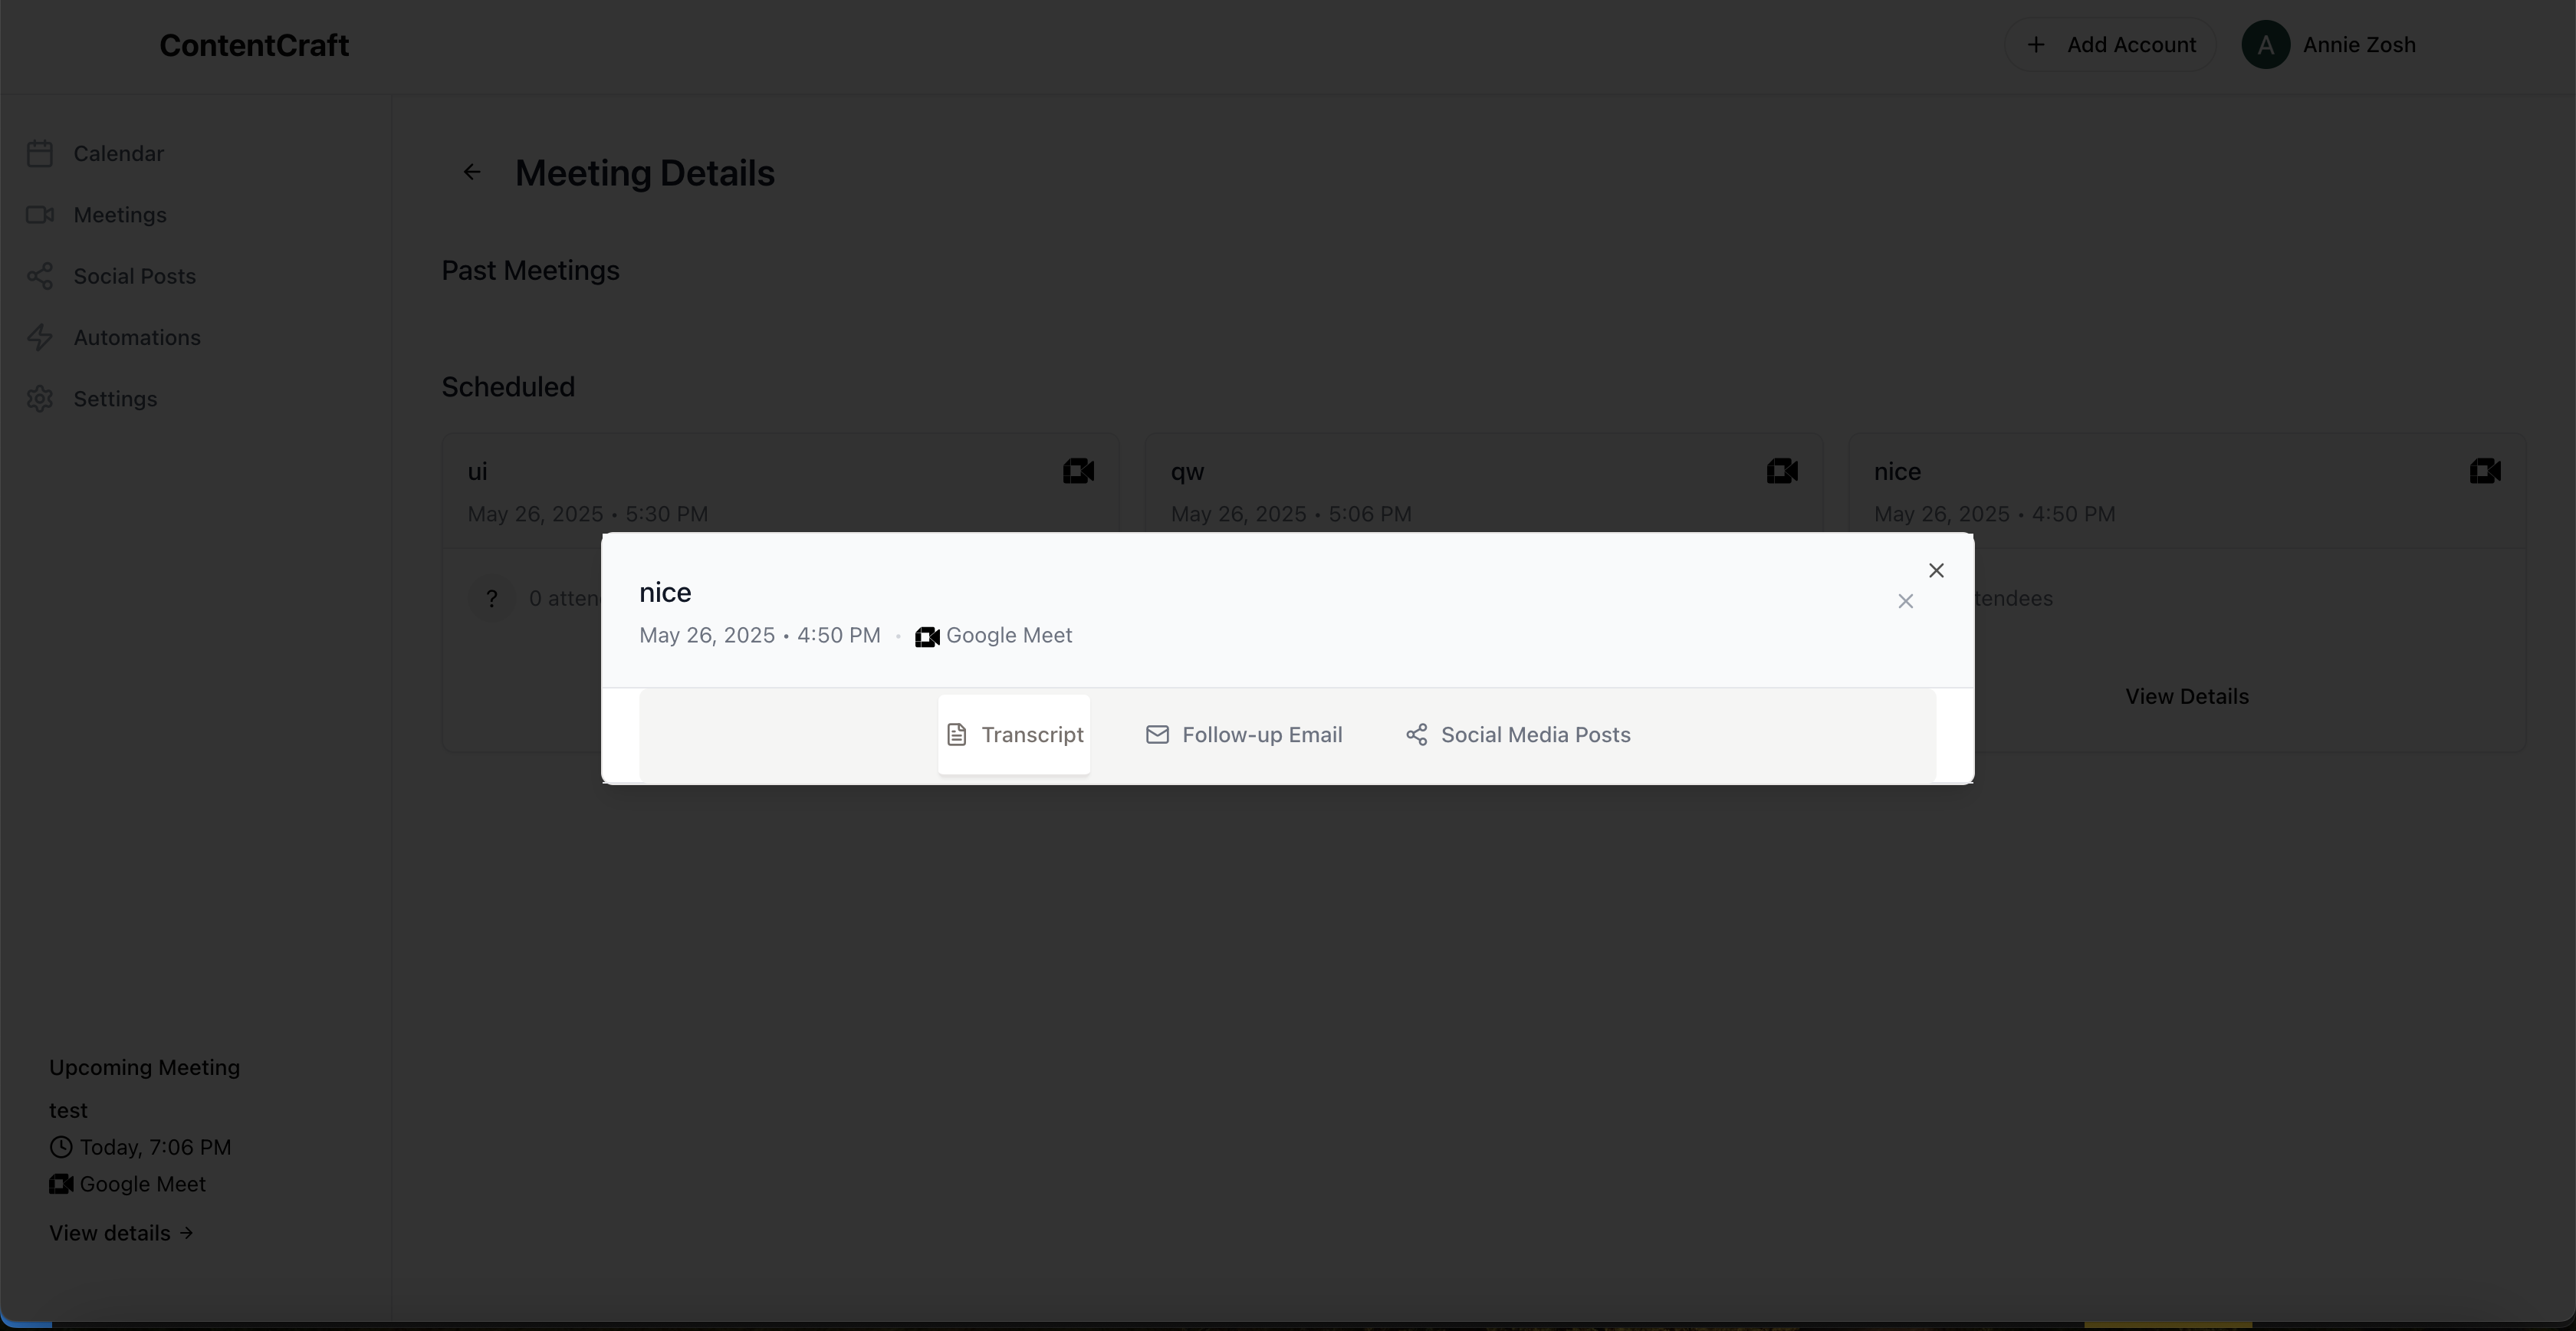 ContentCraft
Add Account
A
Annie Zosh
Calendar
Meetings
Social Posts
Automations
Settings
Meeting Details
Past Meetings
Scheduled
ui
May 26, 2025 • 5:30 PM
qw
May 26, 2025 • 5:06 PM
nice
May 26, 2025 • 4:50 PM
? 0 atten
tendees
View Details
nice
May 26, 2025 • 4:50 PM • Google Meet
Transcript
Follow-up Email
Social Media Posts
Upcoming Meeting
test
Today, 7:06 PM
Google Meet
View details →